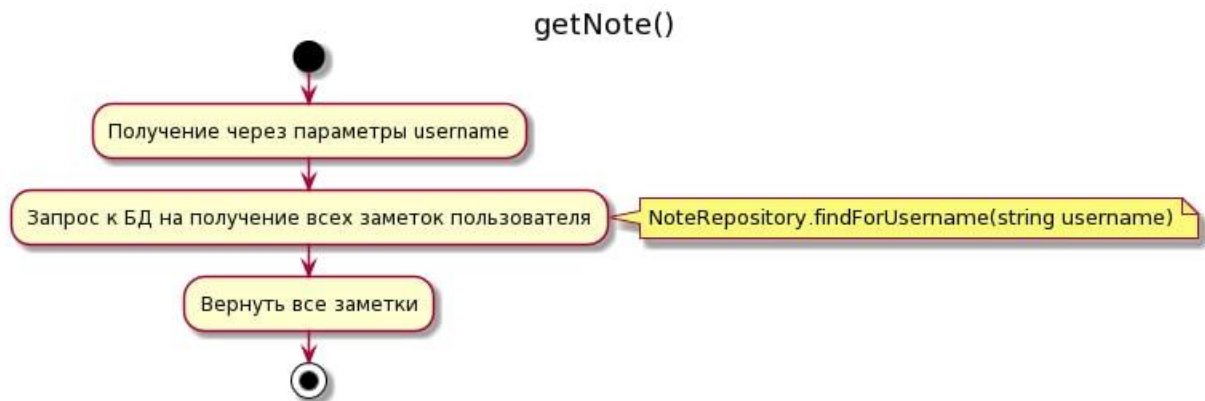 getNote()
Получение через параметры username
Запрос к БД на получение всех заметок пользователя
NoteRepository.findForUsername(string username)
Вернуть все заметки